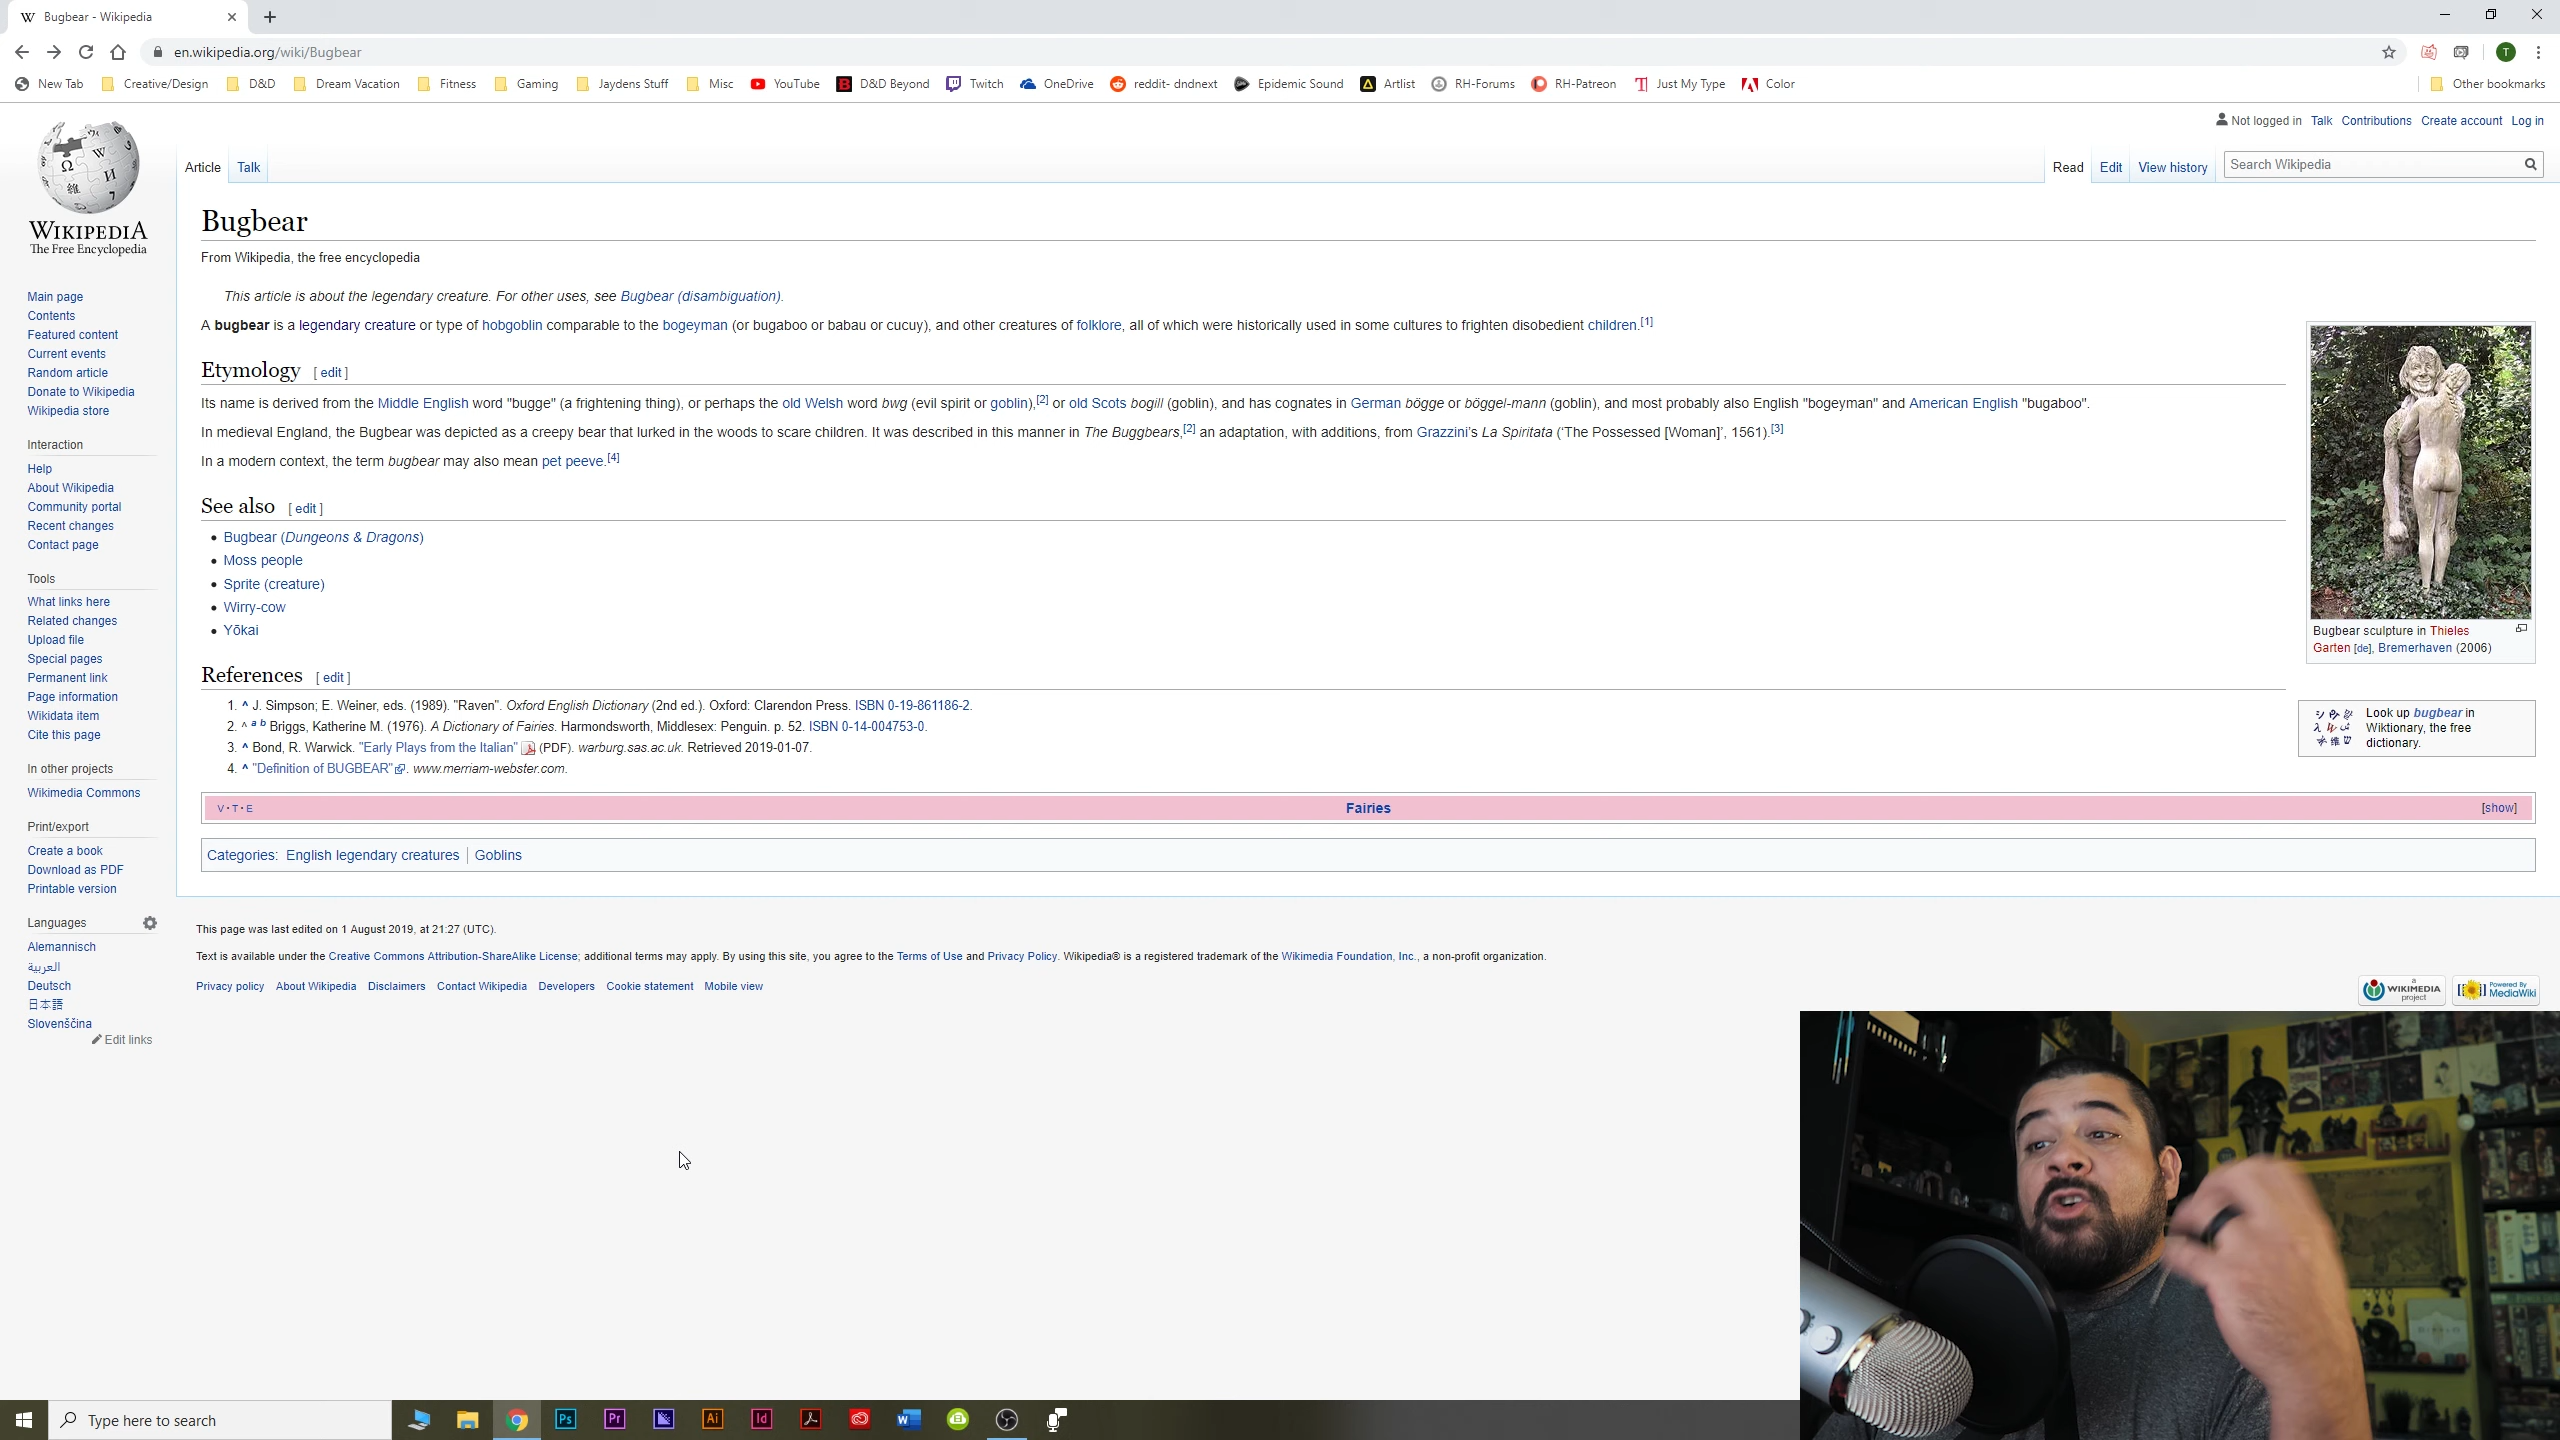 Bugbear - Wikipedia
en.wikipedia.org/wiki/Bugbear
New Tab Creative/Design D&D Dream Vacation Fitness Gaming Jaydens Stuff Misc YouTube D&D Beyond Twitch OneDrive reddit- dndnext Epidemic Sound Artlist RH-Forums RH-Patreon Just My Type Color Other bookmarks
Not logged in Talk Contributions Create account Log in
Article Talk Read Edit View history Search Wikipedia
WIKIPEDIA
The Free Encyclopedia
Main page
Contents
Featured content
Current events
Random article
Donate to Wikipedia
Wikipedia store
Interaction
Help
About Wikipedia
Community portal
Recent changes
Contact page
Tools
What links here
Related changes
Upload file
Special pages
Permanent link
Page information
Wikidata item
Cite this page
In other projects
Wikimedia Commons
Print/export
Create a book
Download as PDF
Printable version
Languages
Alemannisch
العربية
Deutsch
日本語
Slovenščina
Edit links
Bugbear
From Wikipedia, the free encyclopedia
This article is about the legendary creature. For other uses, see Bugbear (disambiguation).
A bugbear is a legendary creature or type of hobgoblin comparable to the bogeyman (or bugaboo or babau or cucuy), and other creatures of folklore, all of which were historically used in some cultures to frighten disobedient children.[1]
Etymology [ edit ]
Its name is derived from the Middle English word "bugge" (a frightening thing), or perhaps the old Welsh word bwg (evil spirit or goblin),[2] or old Scots bogill (goblin), and has cognates in German bögge or böggel-mann (goblin), and most probably also English "bogeyman" and American English "bugaboo".
In medieval England, the Bugbear was depicted as a creepy bear that lurked in the woods to scare children. It was described in this manner in The Buggbears,[2] an adaptation, with additions, from Grazzini's La Spiritata ('The Possessed [Woman]', 1561).[3]
In a modern context, the term bugbear may also mean pet peeve.[4]
See also [ edit ]
Bugbear (Dungeons & Dragons)
Moss people
Sprite (creature)
Wirry-cow
Yōkai
References [ edit ]
1. ^ J. Simpson; E. Weiner, eds. (1989). "Raven". Oxford English Dictionary (2nd ed.). Oxford: Clarendon Press. ISBN 0-19-861186-2.
2. ^ a b Briggs, Katherine M. (1976). A Dictionary of Fairies. Harmondsworth, Middlesex: Penguin. p. 52. ISBN 0-14-004753-0.
3. ^ Bond, R. Warwick. "Early Plays from the Italian" (PDF). warburg.sas.ac.uk. Retrieved 2019-01-07.
4. ^ "Definition of BUGBEAR". www.merriam-webster.com.
Bugbear sculpture in Thieles
Garten [de], Bremerhaven (2006)
Look up bugbear in
Wiktionary, the free
dictionary.
V·T·E Fairies [show]
Categories: English legendary creatures Goblins
This page was last edited on 1 August 2019, at 21:27 (UTC).
Text is available under the Creative Commons Attribution-ShareAlike License; additional terms may apply. By using this site, you agree to the Terms of Use and Privacy Policy. Wikipedia® is a registered trademark of the Wikimedia Foundation, Inc., a non-profit organization.
Privacy policy About Wikipedia Disclaimers Contact Wikipedia Developers Cookie statement Mobile view
a WIKIMEDIA project
Powered By MediaWiki
Type here to search
Ps Pr Ai Id